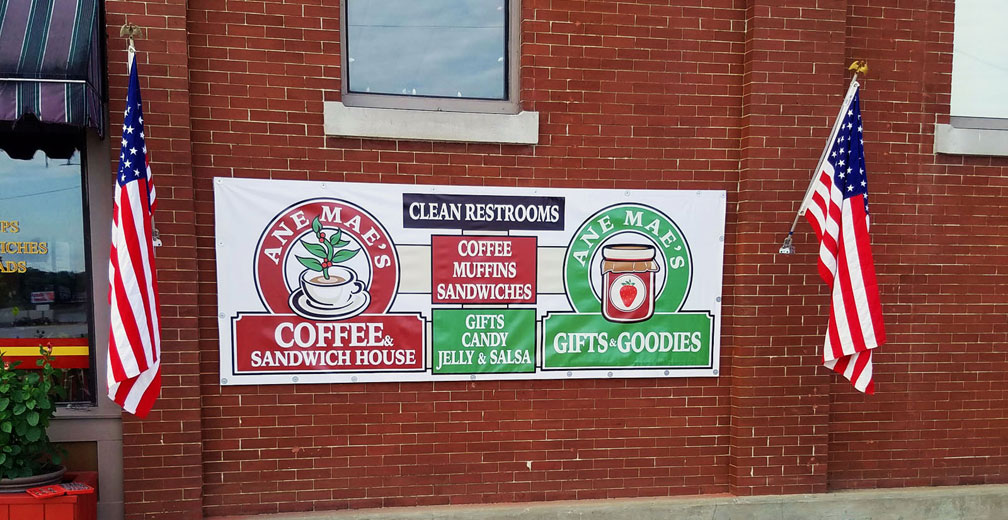 ANE MAE'S
COFFEE &
SANDWICH HOUSE
CLEAN RESTROOMS
COFFEE
MUFFINS
SANDWICHES
GIFTS
CANDY
JELLY & SALSA
ANE MAE'S
GIFTS & GOODIES